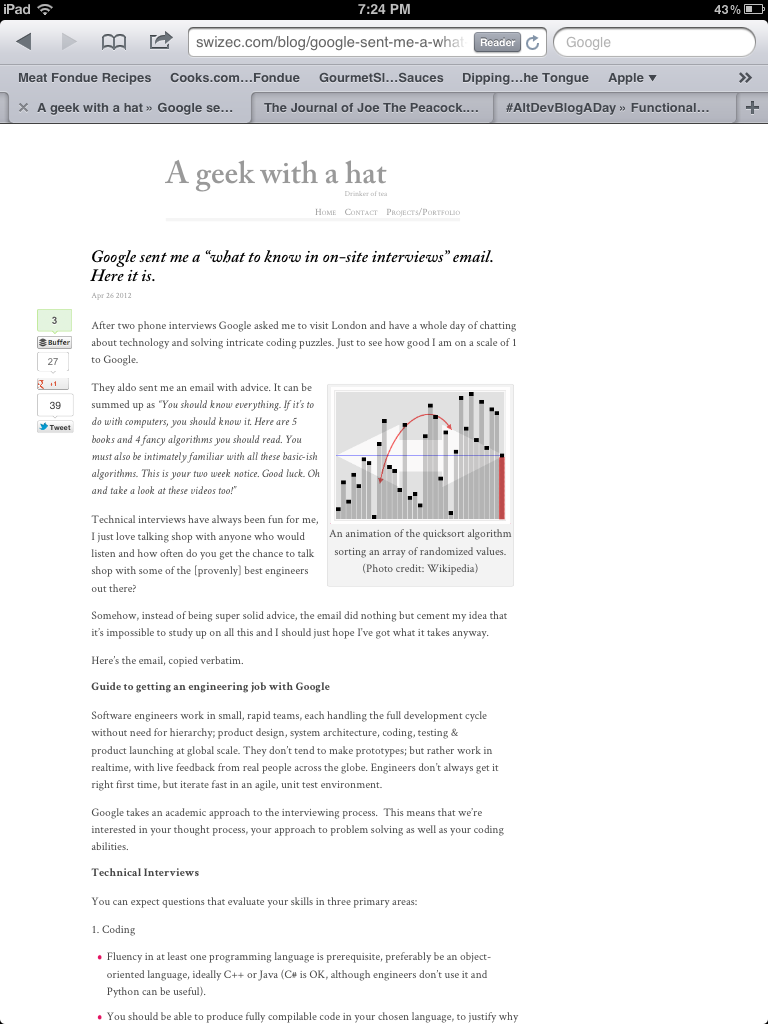 iPad 7:24 PM 43%
swizec.com/blog/google-sent-me-a-wha Reader Google
Meat Fondue Recipes Cooks.com...Fondue GourmetSl...Sauces Dipping...he Tongue Apple ▼ »
× A geek with a hat » Google se... The Journal of Joe The Peacock.... #AltDevBlogADay » Functional... +
A geek with a hat
Drinker of tea
Home Contact Projects/Portfolio
Google sent me a “what to know in on-site interviews” email.
Here it is.
Apr 26 2012
3
Buffer
27
+1
39
Tweet
After two phone interviews Google asked me to visit London and have a whole day of chatting
about technology and solving intricate coding puzzles. Just to see how good I am on a scale of 1
to Google.
They aldo sent me an email with advice. It can be
summed up as “You should know everything. If it’s to
do with computers, you should know it. Here are 5
books and 4 fancy algorithms you should read. You
must also be intimately familiar with all these basic-ish
algorithms. This is your two week notice. Good luck. Oh
and take a look at these videos too!”
An animation of the quicksort algorithm
sorting an array of randomized values.
(Photo credit: Wikipedia)
Technical interviews have always been fun for me,
I just love talking shop with anyone who would
listen and how often do you get the chance to talk
shop with some of the [provenly] best engineers
out there?
Somehow, instead of being super solid advice, the email did nothing but cement my idea that
it’s impossible to study up on all this and I should just hope I’ve got what it takes anyway.
Here’s the email, copied verbatim.
Guide to getting an engineering job with Google
Software engineers work in small, rapid teams, each handling the full development cycle
without need for hierarchy; product design, system architecture, coding, testing &
product launching at global scale. They don’t tend to make prototypes; but rather work in
realtime, with live feedback from real people across the globe. Engineers don’t always get it
right first time, but iterate fast in an agile, unit test environment.
Google takes an academic approach to the interviewing process. This means that we’re
interested in your thought process, your approach to problem solving as well as your coding
abilities.
Technical Interviews
You can expect questions that evaluate your skills in three primary areas:
1. Coding
• Fluency in at least one programming language is prerequisite, preferably be an object-
oriented language, ideally C++ or Java (C# is OK, although engineers don’t use it and
Python can be useful).
• You should be able to produce fully compilable code in your chosen language, to justify why